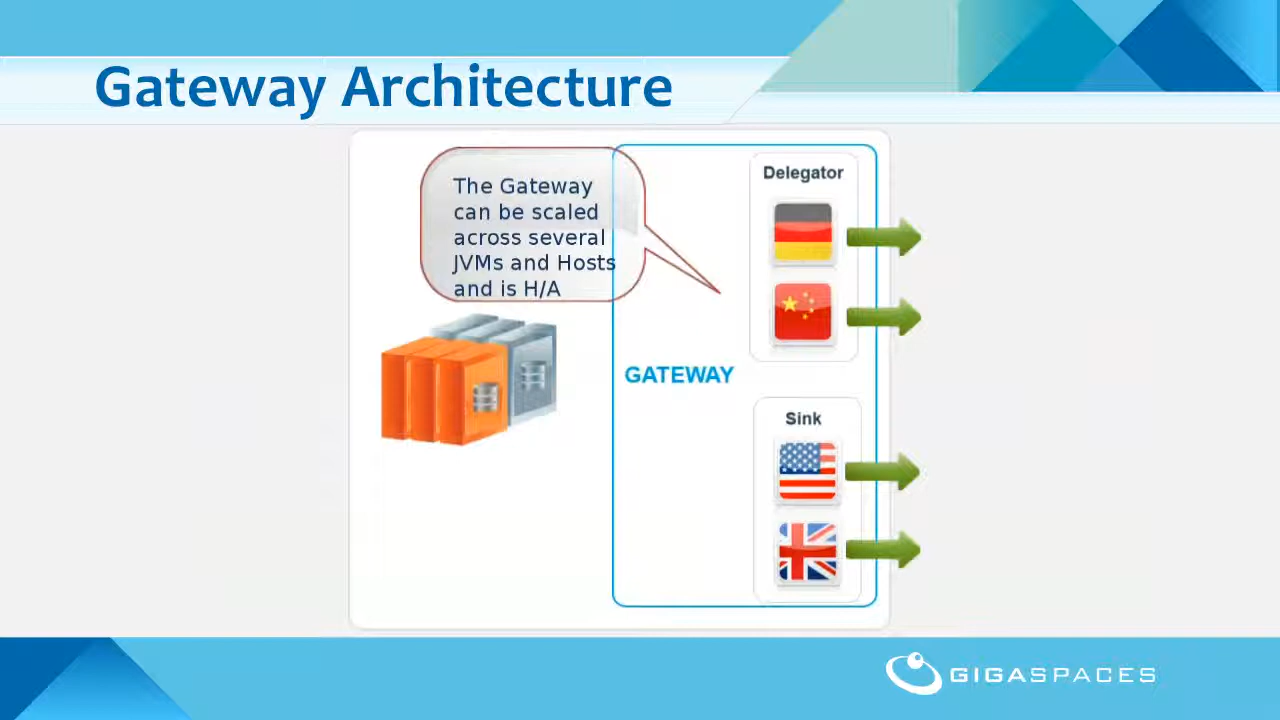 Gateway Architecture
The Gateway
can be scaled
across several
JVMs and Hosts
and is H/A
Delegator
GATEWAY
Sink
GIGASPACES